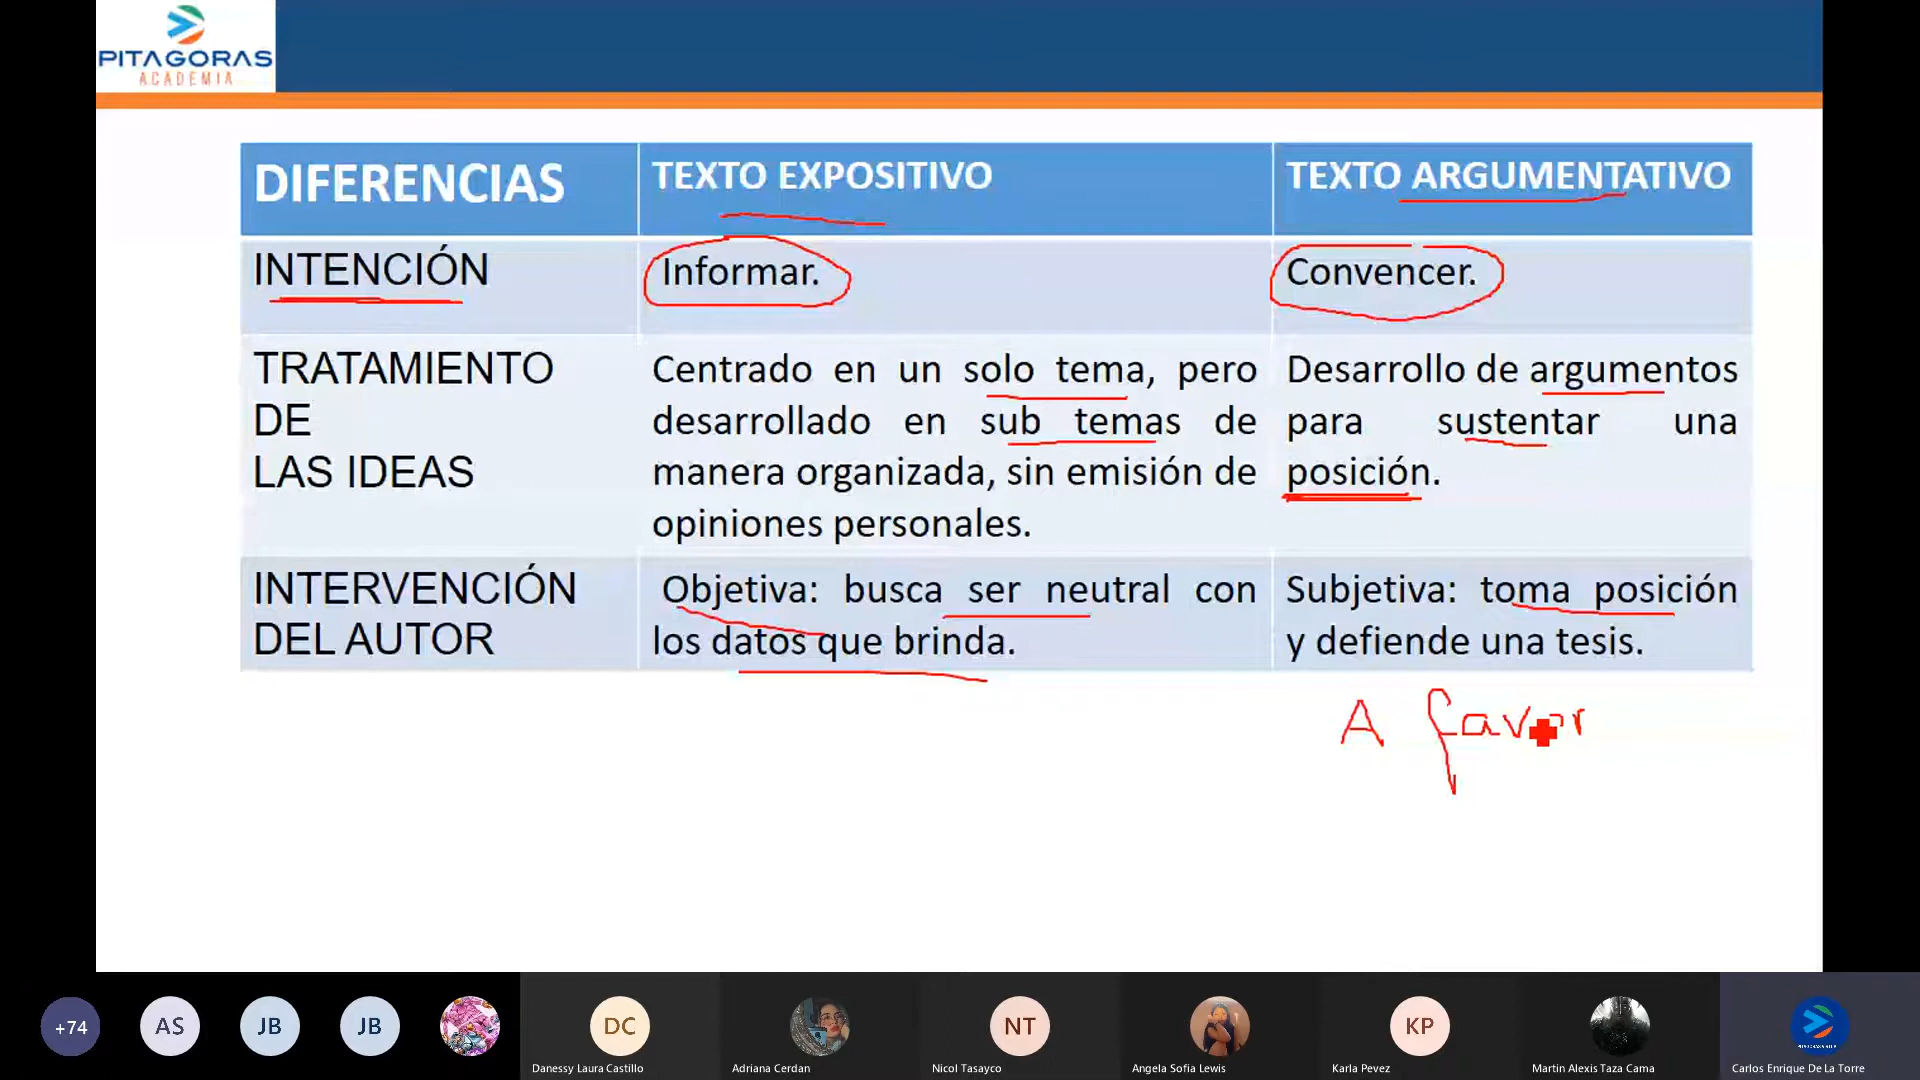 PITAGORAS
ACADEMIA
DIFERENCIAS
TEXTO EXPOSITIVO
TEXTO ARGUMENTATIVO
INTENCIÓN
Informar.
Convencer.
TRATAMIENTO
DE
LAS IDEAS
Centrado en un solo tema, pero
desarrollado en sub temas de
manera organizada, sin emisión de
opiniones personales.
Desarrollo de argumentos
para sustentar una
posición.
INTERVENCIÓN
DEL AUTOR
Objetiva: busca ser neutral con
los datos que brinda.
Subjetiva: toma posición
y defiende una tesis.
A favor
+74
AS
JB
JB
DC
NT
KP
Danessy Laura Castillo
Adriana Cerdan
Nicol Tasayco
Angela Sofia Lewis
Karla Pevez
Martin Alexis Taza Cama
Carlos Enrique De La Torre